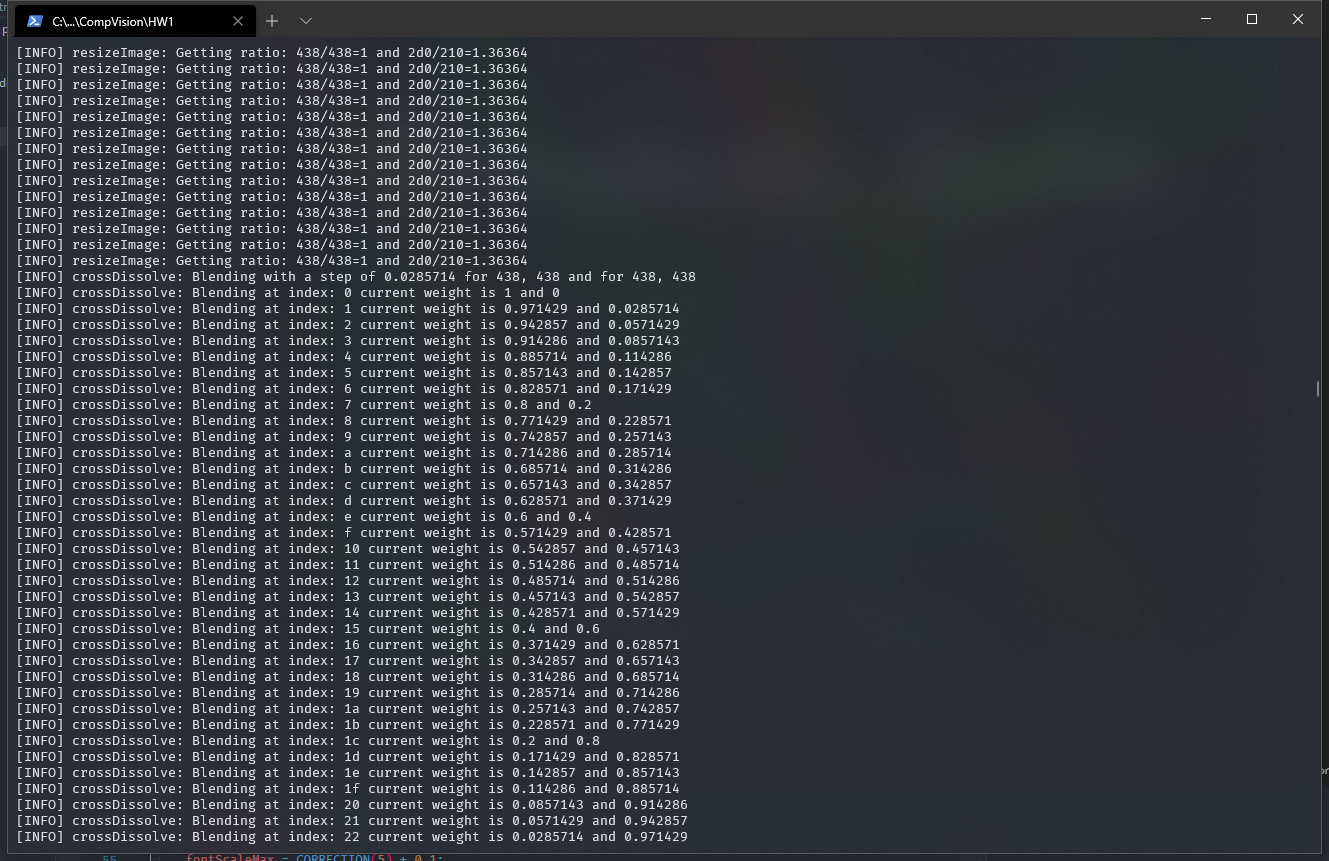 C:\...\CompVision\HW1
[INFO] resizeImage: Getting ratio: 438/438=1 and 2d0/210=1.36364
[INFO] resizeImage: Getting ratio: 438/438=1 and 2d0/210=1.36364
[INFO] resizeImage: Getting ratio: 438/438=1 and 2d0/210=1.36364
[INFO] resizeImage: Getting ratio: 438/438=1 and 2d0/210=1.36364
[INFO] resizeImage: Getting ratio: 438/438=1 and 2d0/210=1.36364
[INFO] resizeImage: Getting ratio: 438/438=1 and 2d0/210=1.36364
[INFO] resizeImage: Getting ratio: 438/438=1 and 2d0/210=1.36364
[INFO] resizeImage: Getting ratio: 438/438=1 and 2d0/210=1.36364
[INFO] resizeImage: Getting ratio: 438/438=1 and 2d0/210=1.36364
[INFO] resizeImage: Getting ratio: 438/438=1 and 2d0/210=1.36364
[INFO] resizeImage: Getting ratio: 438/438=1 and 2d0/210=1.36364
[INFO] resizeImage: Getting ratio: 438/438=1 and 2d0/210=1.36364
[INFO] resizeImage: Getting ratio: 438/438=1 and 2d0/210=1.36364
[INFO] resizeImage: Getting ratio: 438/438=1 and 2d0/210=1.36364
[INFO] crossDissolve: Blending with a step of 0.0285714 for 438, 438 and for 438, 438
[INFO] crossDissolve: Blending at index: 0 current weight is 1 and 0
[INFO] crossDissolve: Blending at index: 1 current weight is 0.971429 and 0.0285714
[INFO] crossDissolve: Blending at index: 2 current weight is 0.942857 and 0.0571429
[INFO] crossDissolve: Blending at index: 3 current weight is 0.914286 and 0.0857143
[INFO] crossDissolve: Blending at index: 4 current weight is 0.885714 and 0.114286
[INFO] crossDissolve: Blending at index: 5 current weight is 0.857143 and 0.142857
[INFO] crossDissolve: Blending at index: 6 current weight is 0.828571 and 0.171429
[INFO] crossDissolve: Blending at index: 7 current weight is 0.8 and 0.2
[INFO] crossDissolve: Blending at index: 8 current weight is 0.771429 and 0.228571
[INFO] crossDissolve: Blending at index: 9 current weight is 0.742857 and 0.257143
[INFO] crossDissolve: Blending at index: a current weight is 0.714286 and 0.285714
[INFO] crossDissolve: Blending at index: b current weight is 0.685714 and 0.314286
[INFO] crossDissolve: Blending at index: c current weight is 0.657143 and 0.342857
[INFO] crossDissolve: Blending at index: d current weight is 0.628571 and 0.371429
[INFO] crossDissolve: Blending at index: e current weight is 0.6 and 0.4
[INFO] crossDissolve: Blending at index: f current weight is 0.571429 and 0.428571
[INFO] crossDissolve: Blending at index: 10 current weight is 0.542857 and 0.457143
[INFO] crossDissolve: Blending at index: 11 current weight is 0.514286 and 0.485714
[INFO] crossDissolve: Blending at index: 12 current weight is 0.485714 and 0.514286
[INFO] crossDissolve: Blending at index: 13 current weight is 0.457143 and 0.542857
[INFO] crossDissolve: Blending at index: 14 current weight is 0.428571 and 0.571429
[INFO] crossDissolve: Blending at index: 15 current weight is 0.4 and 0.6
[INFO] crossDissolve: Blending at index: 16 current weight is 0.371429 and 0.628571
[INFO] crossDissolve: Blending at index: 17 current weight is 0.342857 and 0.657143
[INFO] crossDissolve: Blending at index: 18 current weight is 0.314286 and 0.685714
[INFO] crossDissolve: Blending at index: 19 current weight is 0.285714 and 0.714286
[INFO] crossDissolve: Blending at index: 1a current weight is 0.257143 and 0.742857
[INFO] crossDissolve: Blending at index: 1b current weight is 0.228571 and 0.771429
[INFO] crossDissolve: Blending at index: 1c current weight is 0.2 and 0.8
[INFO] crossDissolve: Blending at index: 1d current weight is 0.171429 and 0.828571
[INFO] crossDissolve: Blending at index: 1e current weight is 0.142857 and 0.857143
[INFO] crossDissolve: Blending at index: 1f current weight is 0.114286 and 0.885714
[INFO] crossDissolve: Blending at index: 20 current weight is 0.0857143 and 0.914286
[INFO] crossDissolve: Blending at index: 21 current weight is 0.0571429 and 0.942857
[INFO] crossDissolve: Blending at index: 22 current weight is 0.0285714 and 0.971429
55 fontScaleMax = CORRECTION(5) + 0.1;